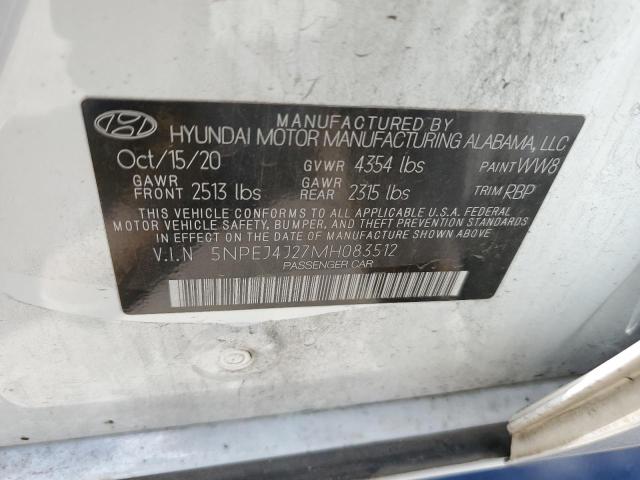 MANUFACTURED BY
HYUNDAI MOTOR MANUFACTURING ALABAMA, LLC
Oct/15/20 GVWR 4354 lbs PAINT WW8
GAWR FRONT 2513 lbs GAWR REAR 2315 lbs TRIM RBP
THIS VEHICLE CONFORMS TO ALL APPLICABLE U.S.A. FEDERAL
MOTOR VEHICLE SAFETY, BUMPER, AND THEFT PREVENTION STANDARDS
IN EFFECT ON THE DATE OF MANUFACTURE SHOWN ABOVE.
V.I.N 5NPEJ4J27MH083512
PASSENGER CAR